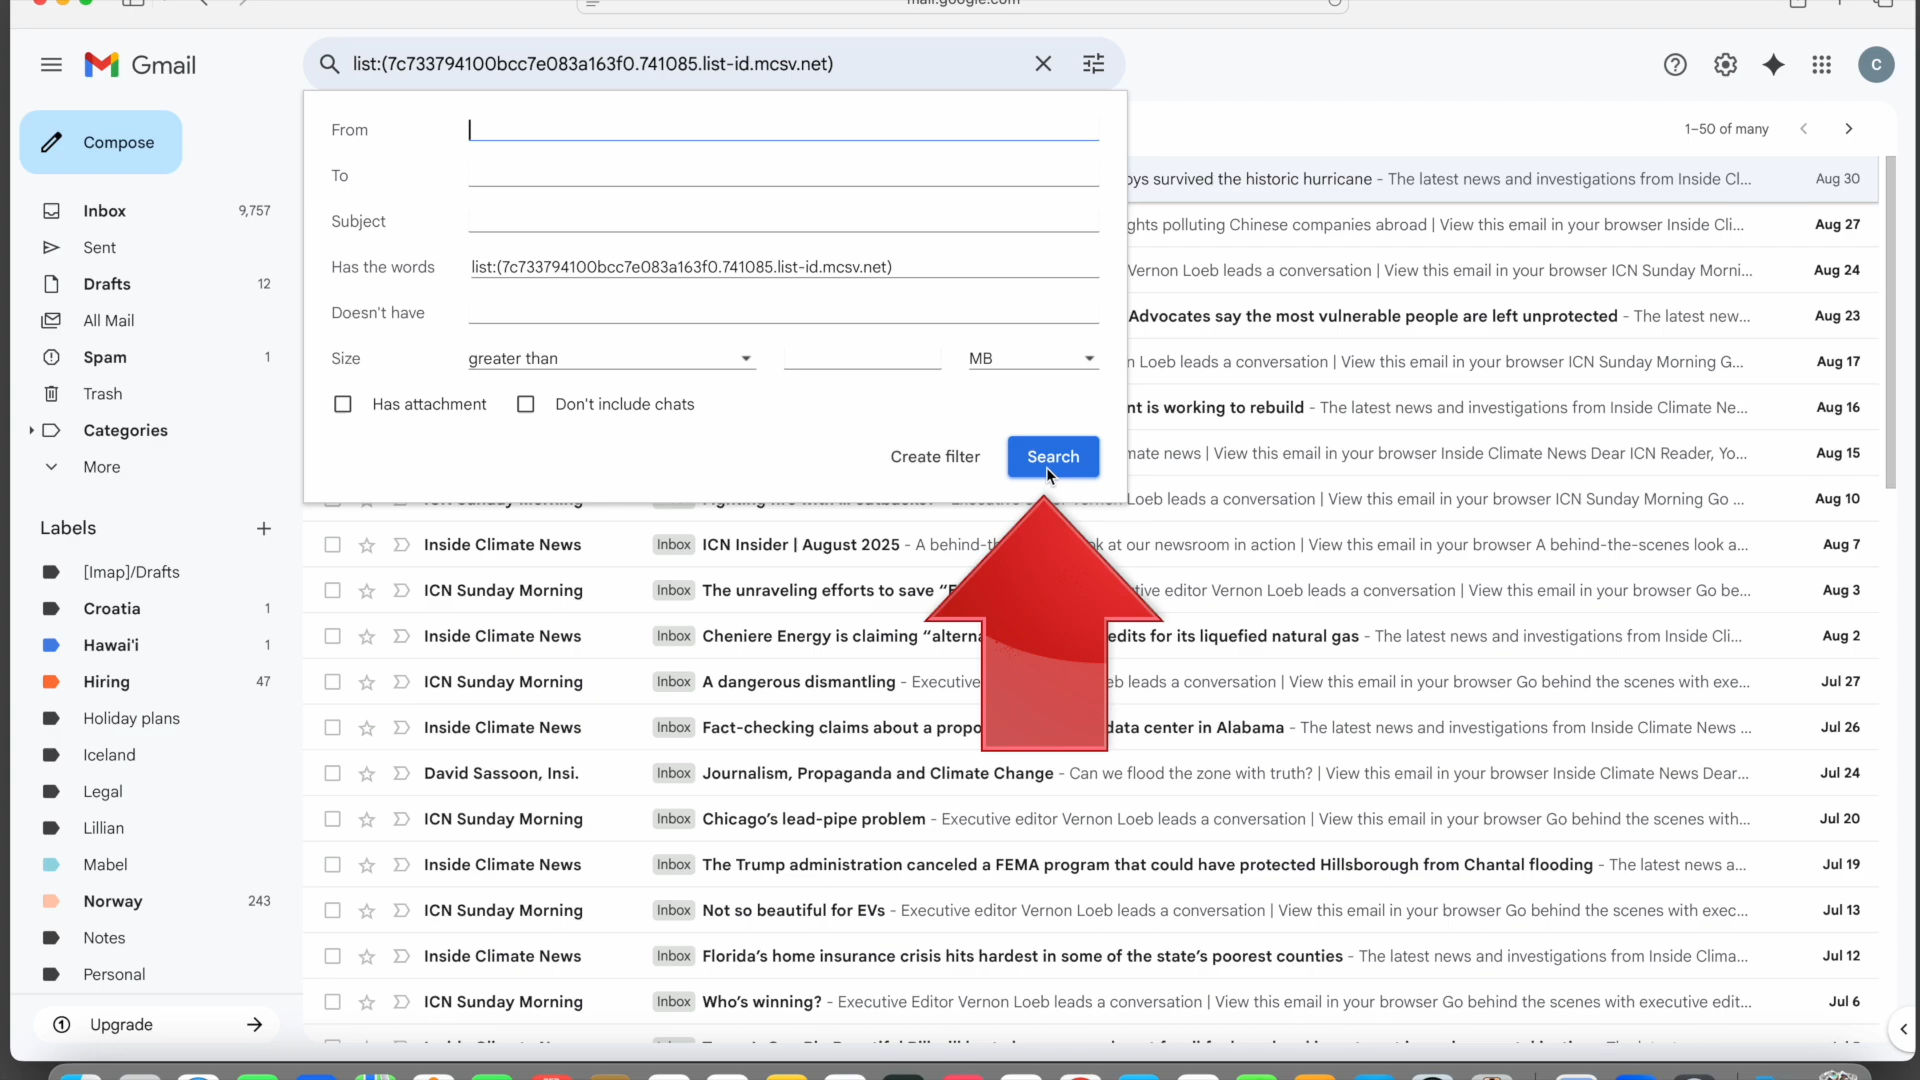 mail.google.com
Gmail
list:(7c733794100bcc7e083a163f0.741085.list-id.mcsv.net)
C
Compose
Inbox 9,757
Sent
Drafts 12
All Mail
Spam 1
Trash
Categories
More
Labels
[Imap]/Drafts
Croatia 1
Hawai'i 1
Hiring 47
Holiday plans
Iceland
Legal
Lillian
Mabel
Norway 243
Notes
Personal
Upgrade
From
To
Subject
Has the words list:(7c733794100bcc7e083a163f0.741085.list-id.mcsv.net)
Doesn't have
Size greater than MB
Has attachment Don't include chats
Create filter Search
1–50 of many
oys survived the historic hurricane - The latest news and investigations from Inside Cl... Aug 30
ghts polluting Chinese companies abroad | View this email in your browser Inside Cli... Aug 27
Vernon Loeb leads a conversation | View this email in your browser ICN Sunday Morni... Aug 24
Advocates say the most vulnerable people are left unprotected - The latest new... Aug 23
n Loeb leads a conversation | View this email in your browser ICN Sunday Morning G... Aug 17
nt is working to rebuild - The latest news and investigations from Inside Climate Ne... Aug 16
mate news | View this email in your browser Inside Climate News Dear ICN Reader, Yo... Aug 15
Loeb leads a conversation | View this email in your browser ICN Sunday Morning Go ... Aug 10
Inside Climate News Inbox ICN Insider | August 2025 - A behind-th k at our newsroom in action | View this email in your browser A behind-the-scenes look a... Aug 7
ICN Sunday Morning Inbox The unraveling efforts to save “E tive editor Vernon Loeb leads a conversation | View this email in your browser Go be... Aug 3
Inside Climate News Inbox Cheniere Energy is claiming “alterna edits for its liquefied natural gas - The latest news and investigations from Inside Cli... Aug 2
ICN Sunday Morning Inbox A dangerous dismantling - Executive eb leads a conversation | View this email in your browser Go behind the scenes with exe... Jul 27
Inside Climate News Inbox Fact-checking claims about a propo data center in Alabama - The latest news and investigations from Inside Climate News ... Jul 26
David Sassoon, Insi. Inbox Journalism, Propaganda and Climate Change - Can we flood the zone with truth? | View this email in your browser Inside Climate News Dear... Jul 24
ICN Sunday Morning Inbox Chicago’s lead-pipe problem - Executive editor Vernon Loeb leads a conversation | View this email in your browser Go behind the scenes with... Jul 20
Inside Climate News Inbox The Trump administration canceled a FEMA program that could have protected Hillsborough from Chantal flooding - The latest news a... Jul 19
ICN Sunday Morning Inbox Not so beautiful for EVs - Executive editor Vernon Loeb leads a conversation | View this email in your browser Go behind the scenes with exec... Jul 13
Inside Climate News Inbox Florida’s home insurance crisis hits hardest in some of the state’s poorest counties - The latest news and investigations from Inside Clima... Jul 12
ICN Sunday Morning Inbox Who’s winning? - Executive Editor Vernon Loeb leads a conversation | View this email in your browser Go behind the scenes with executive edit... Jul 6